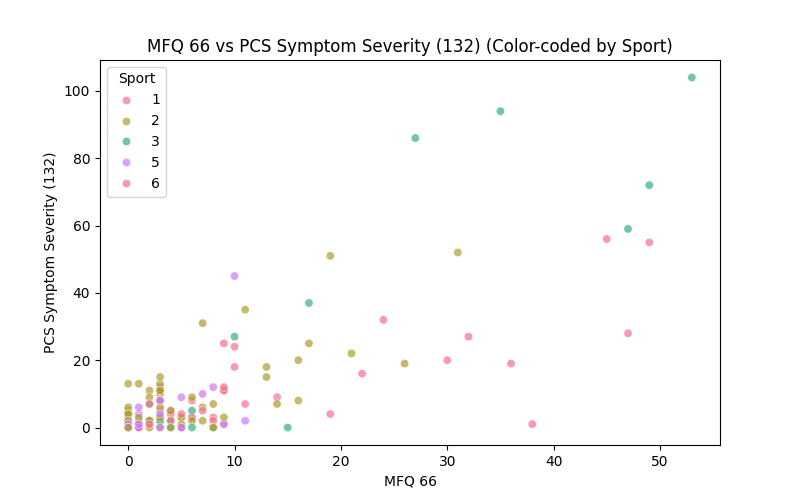 MFQ 66 vs PCS Symptom Severity (132) (Color-coded by Sport)
PCS Symptom Severity (132)
100
80
60
40
20
0
Sport
1
2
3
5
6
0 10 20 30 40 50
MFQ 66